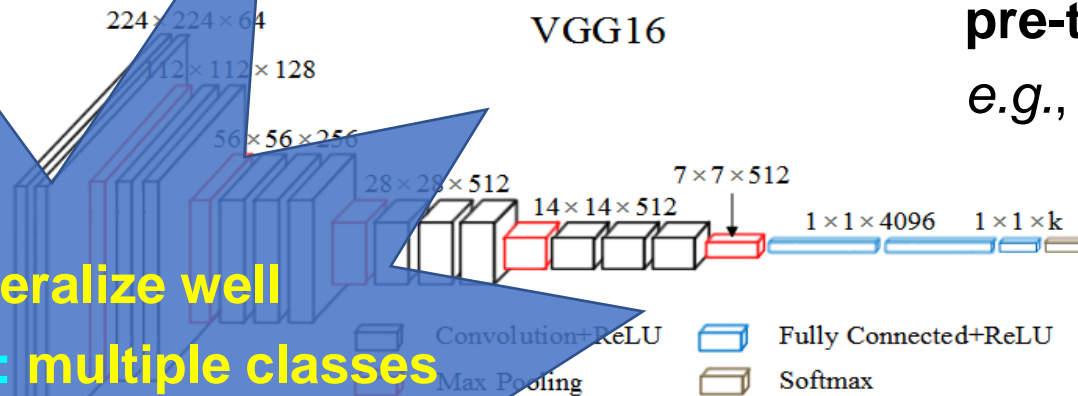 224 × 224 × 64
VGG16
pre-t
112 × 112 × 128
e.g.,
56 × 56 × 256
28 × 28 × 512
7 × 7 × 512
14 × 14 × 512
1 × 1 × 4096
1 × 1 × k
eralize well
Convolution+ReLU
Fully Connected+ReLU
: multiple classes
Max Pooling
Softmax